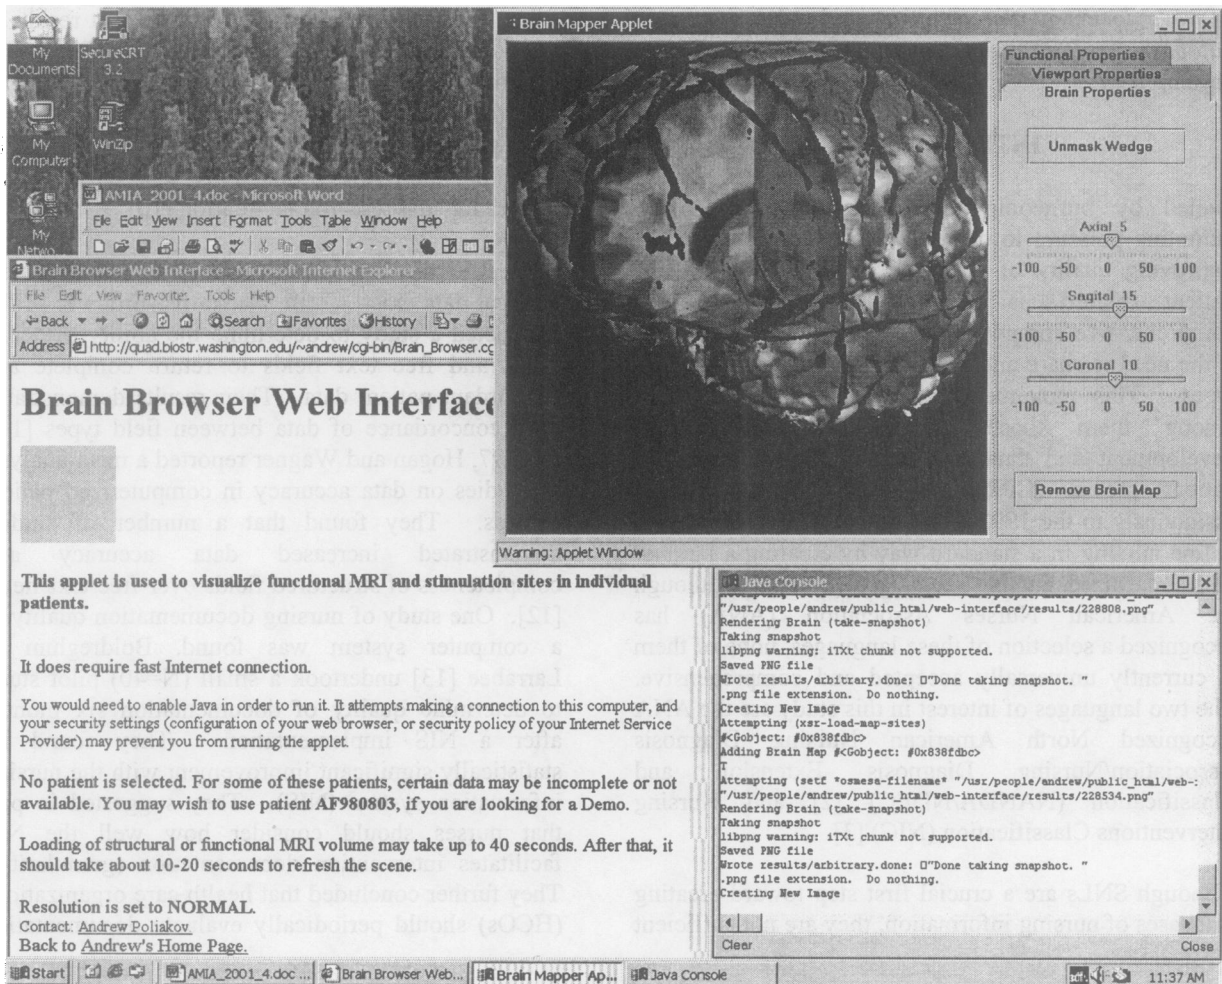 My
Documents
SecureCRT
3.2
My
Computer
WinZip
My
Netwo
AMIA_2001_4.doc - Microsoft Word
File Edit View Insert Format Tools Table Window Help
Brain Browser Web Interface - Microsoft Internet Explorer
File Edit View Favorites Tools Help
Back Search Favorites History
Address http://quad.biostr.washington.edu/~andrew/cgi-bin/Brain_Browser.cg
Brain Browser Web Interface
This applet is used to visualize functional MRI and stimulation sites in individual
patients.
It does require fast Internet connection.
You would need to enable Java in order to run it. It attempts making a connection to this computer, and
your security settings (configuration of your web browser or security policy of your Internet Service
Provider) may prevent you from running the applet.
No patient is selected. For some of the patients, certain data may be incomplete or not
available. You may wish to use patient AF980803, if you are looking for a Demo.
Loading of structural or functional MRI volume may take up to 40 seconds. After that, it
should take about 10-20 seconds to refresh the scene.
Resolution is set to NORMAL.
Contact: Andrew Poliakov.
Back to Andrew's Home Page.
Brain Mapper Applet
Functional Properties
Viewport Properties
Brain Properties
Unmask Wedge
Axial 5
-100 -50 0 50 100
Sagital 15
-100 -50 0 50 100
Coronal 10
-100 -50 0 50 100
Remove Brain Map
Warning: Applet Window
Java Console
"/usr/people/andrew/public_html/web-interface/results/228808.png"
Rendering Brain (take-snapshot)
Taking snapshot
libpng warning: iTXt chunk not supported.
Saved PNG file
Wrote results/arbitrary.done: □"Done taking snapshot. "
.png file extension.  Do nothing.
Creating New Image
Attempting (xsr-load-map-sites)
#<Gobject: #0x838fdbc>
Adding Brain Map #<Gobject: #0x838fdbc>
T
Attempting (setf *osmessage* "/usr/people/andrew/public_html/web-
interface/results/228534.png"
Rendering Brain (take-snapshot)
Taking snapshot
libpng warning: iTXt chunk not supported.
Saved PNG file
Wrote results/arbitrary.done: □"Done taking snapshot. "
.png file extension.  Do nothing.
Creating New Image
Clear Close
Start AMIA_2001_4.doc ... Brain Browser Web... Brain Mapper Ap... Java Console 11:37 AM